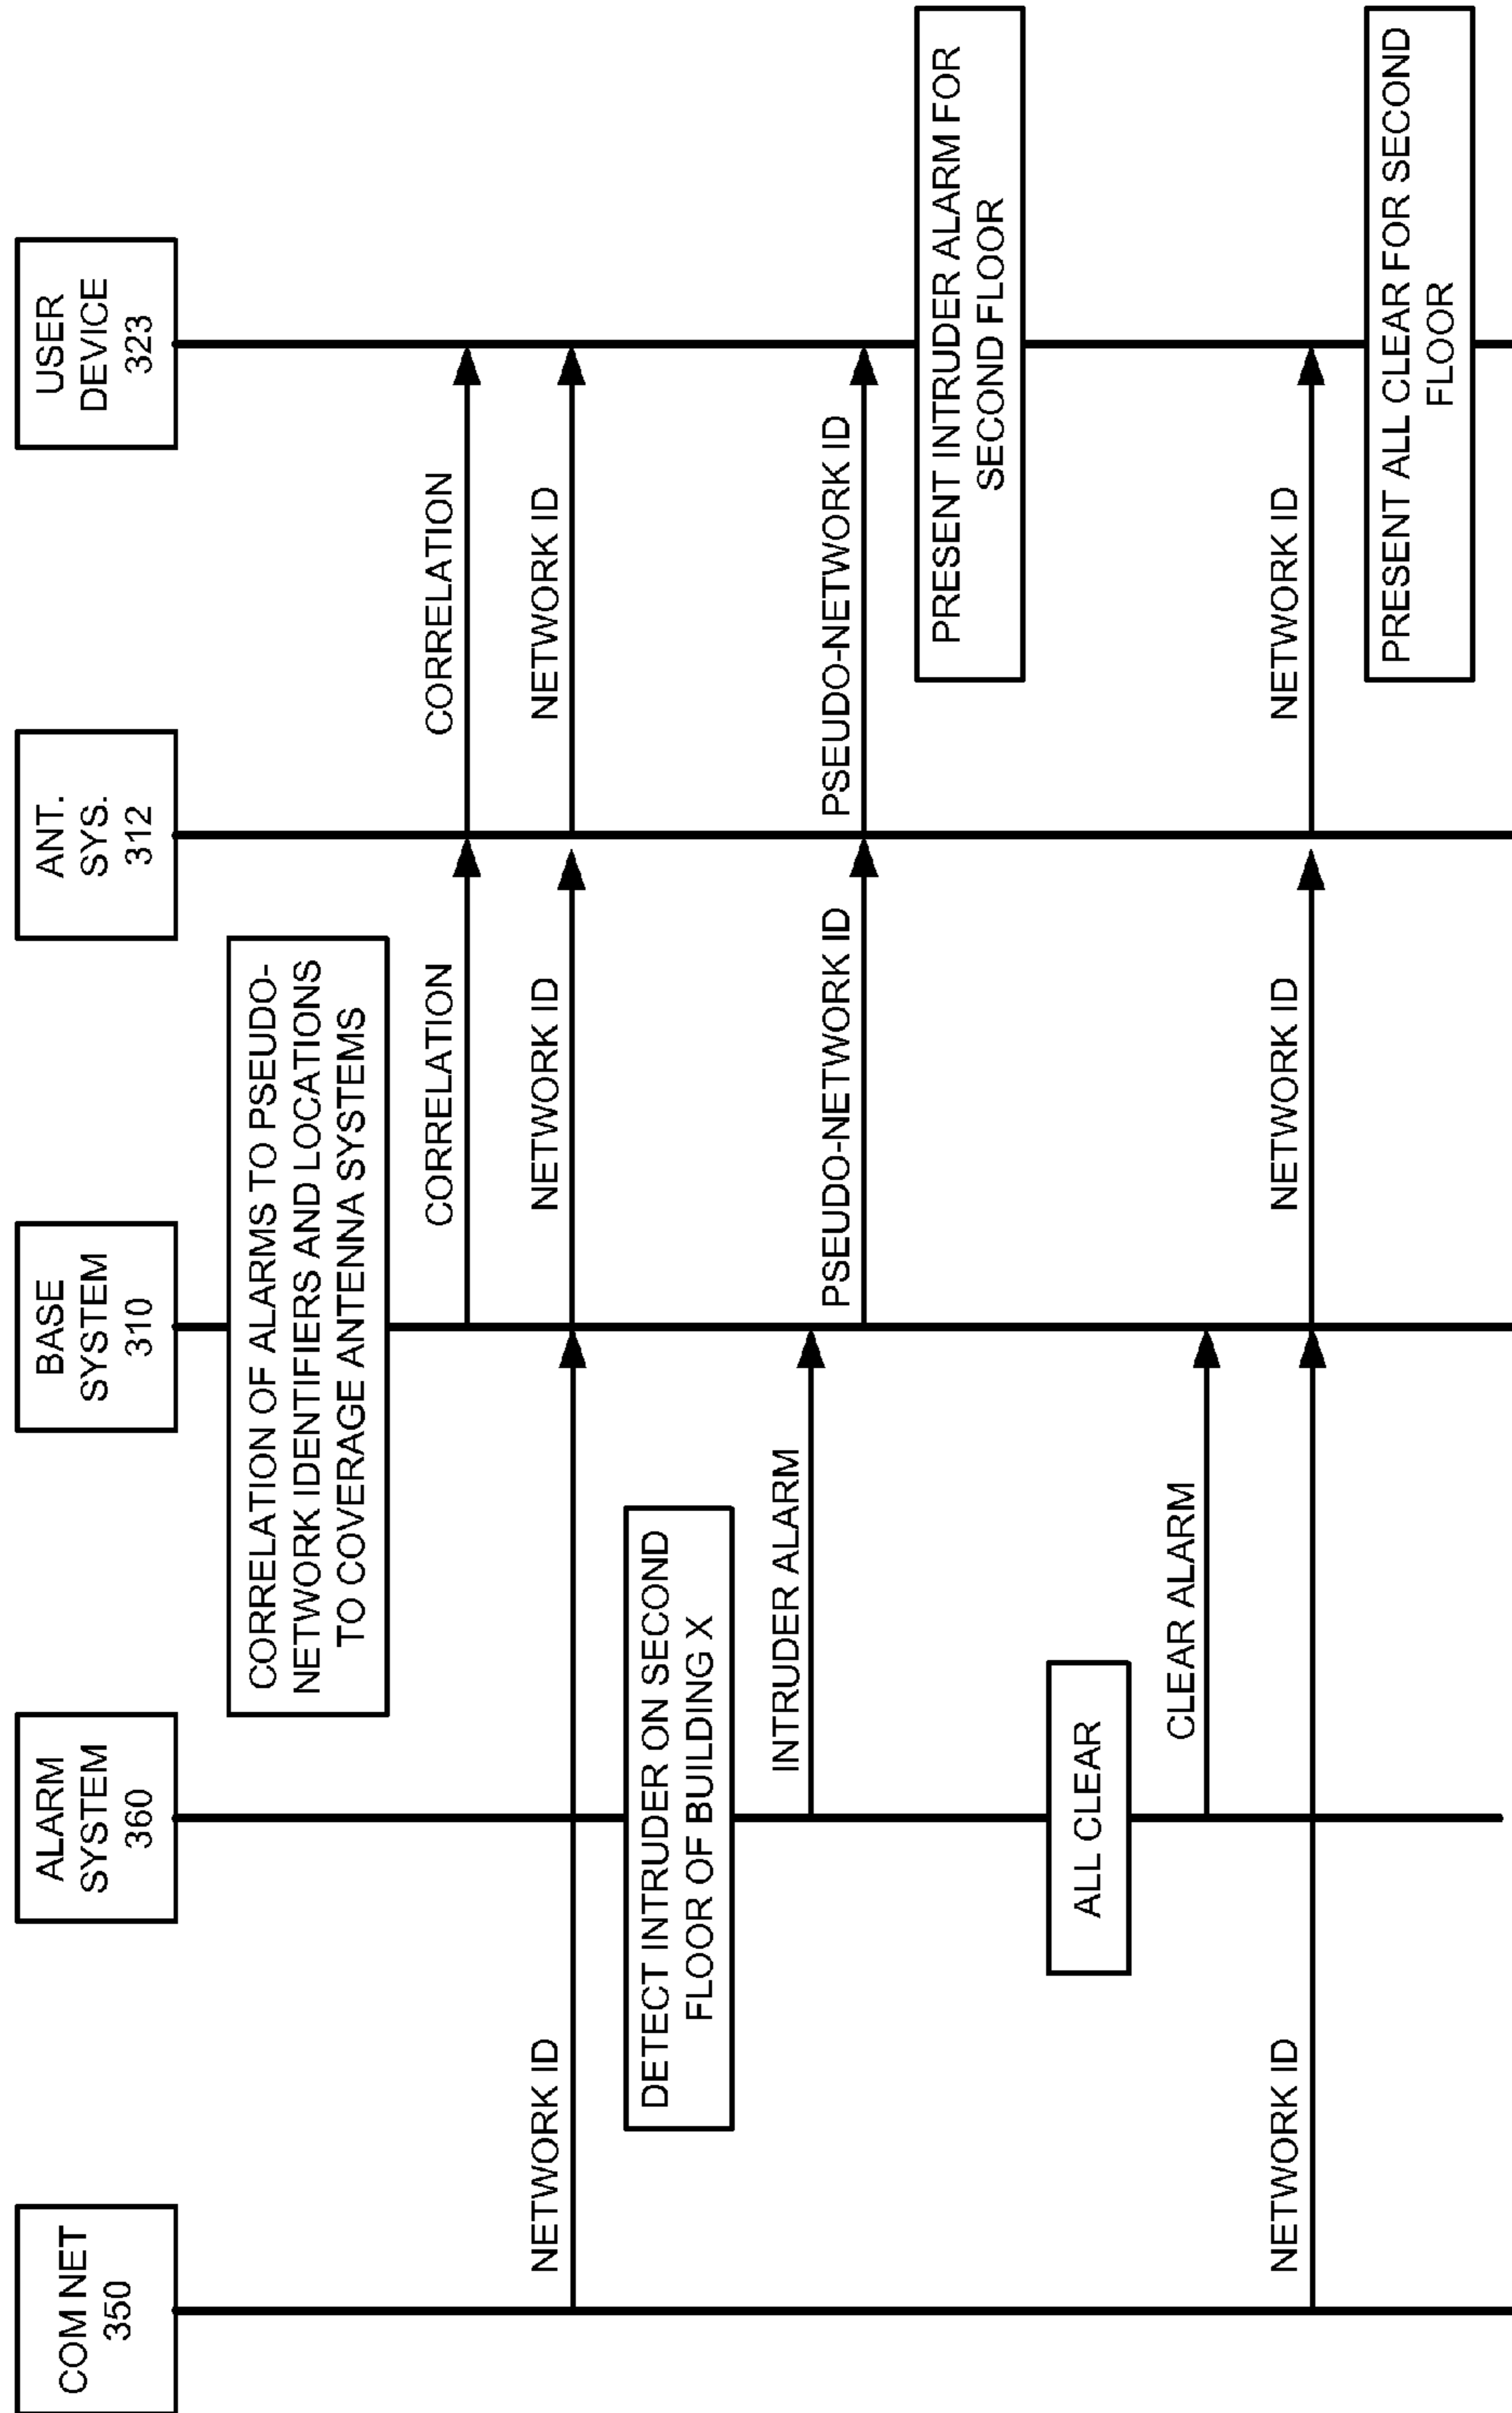 COM NET
350
ALARM
SYSTEM
360
BASE
SYSTEM
310
ANT.
SYS.
312
USER
DEVICE
323
CORRELATION OF ALARMS TO PSEUDO-
NETWORK IDENTIFIERS AND LOCATIONS
TO COVERAGE ANTENNA SYSTEMS
CORRELATION
CORRELATION
NETWORK ID
NETWORK ID
NETWORK ID
DETECT INTRUDER ON SECOND
FLOOR OF BUILDING X
INTRUDER ALARM
PSEUDO-NETWORK ID
PSEUDO-NETWORK ID
PRESENT INTRUDER ALARM FOR
SECOND FLOOR
ALL CLEAR
CLEAR ALARM
NETWORK ID
NETWORK ID
NETWORK ID
PRESENT ALL CLEAR FOR SECOND
FLOOR